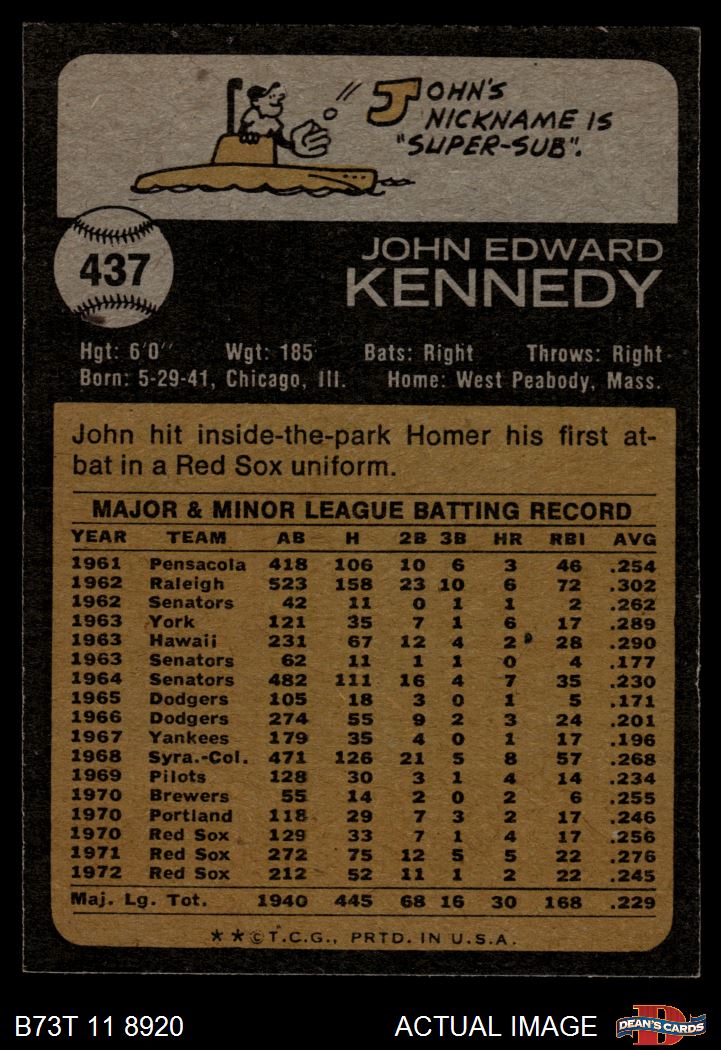 JOHN'S
NICKNAME IS
"SUPER-SUB".
437
JOHN EDWARD
KENNEDY
Hgt: 6'0" Wgt: 185 Bats: Right Throws: Right
Born: 5-29-41, Chicago, Ill. Home: West Peabody, Mass.
John hit inside-the-park Homer his first at-
bat in a Red Sox uniform.
MAJOR & MINOR LEAGUE BATTING RECORD
YEAR TEAM AB H 2B 3B HR RBI AVG
1961 Pensacola 418 106 10 6 3 46 .254
1962 Raleigh 523 158 23 10 6 72 .302
1962 Senators 42 11 0 1 1 2 .262
1963 York 121 35 7 1 6 17 .289
1963 Hawaii 231 67 12 4 2 28 .290
1963 Senators 62 11 1 1 0 4 .177
1964 Senators 482 111 16 4 7 35 .230
1965 Dodgers 105 18 3 0 1 5 .171
1966 Dodgers 274 55 9 2 3 24 .201
1967 Yankees 179 35 4 0 1 17 .196
1968 Syra.-Col. 471 126 21 5 8 57 .268
1969 Pilots 128 30 3 1 4 14 .234
1970 Brewers 55 14 2 0 2 6 .255
1970 Portland 118 29 7 3 2 17 .246
1970 Red Sox 129 33 7 1 4 17 .256
1971 Red Sox 272 75 12 5 5 22 .276
1972 Red Sox 212 52 11 1 2 22 .245
Maj. Lg. Tot. 1940 445 68 16 30 168 .229
★★©T.C.G., PRTD. IN U.S.A.
B73T 11 8920 ACTUAL IMAGE
D
DEAN'S CARDS